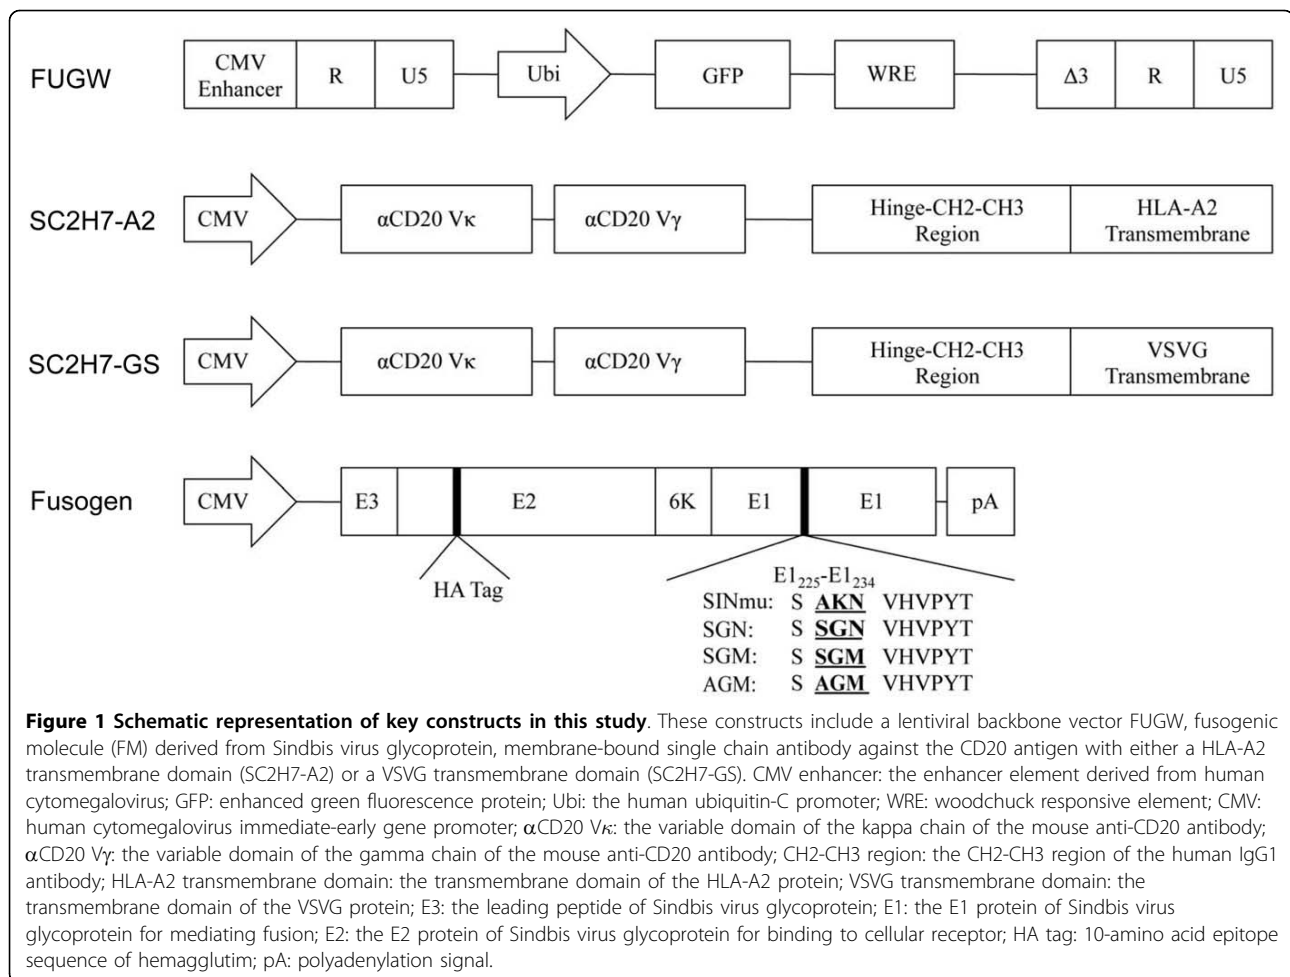 FUGW
CMV
Enhancer
R
U5
Ubi
GFP
WRE
Δ3
R
U5
SC2H7-A2
CMV
αCD20 Vκ
αCD20 Vγ
Hinge-CH2-CH3
Region
HLA-A2
Transmembrane
SC2H7-GS
CMV
αCD20 Vκ
αCD20 Vγ
Hinge-CH2-CH3
Region
VSVG
Transmembrane
Fusogen
CMV
E3
E2
6K
E1
E1
pA
HA Tag
E1225-E1234
SINmu: S AKN VHVPYT
SGN: S SGN VHVPYT
SGM: S SGM VHVPYT
AGM: S AGM VHVPYT
Figure 1 Schematic representation of key constructs in this study. These constructs include a lentiviral backbone vector FUGW, fusogenic
molecule (FM) derived from Sindbis virus glycoprotein, membrane-bound single chain antibody against the CD20 antigen with either a HLA-A2
transmembrane domain (SC2H7-A2) or a VSVG transmembrane domain (SC2H7-GS). CMV enhancer: the enhancer element derived from human
cytomegalovirus; GFP: enhanced green fluorescence protein; Ubi: the human ubiquitin-C promoter; WRE: woodchuck responsive element; CMV:
human cytomegalovirus immediate-early gene promoter; αCD20 Vκ: the variable domain of the kappa chain of the mouse anti-CD20 antibody;
αCD20 Vγ: the variable domain of the gamma chain of the mouse anti-CD20 antibody; CH2-CH3 region: the CH2-CH3 region of the human IgG1
antibody; HLA-A2 transmembrane domain: the transmembrane domain of the HLA-A2 protein; VSVG transmembrane domain: the
transmembrane domain of the VSVG protein; E3: the leading peptide of Sindbis virus glycoprotein; E1: the E1 protein of Sindbis virus
glycoprotein for mediating fusion; E2: the E2 protein of Sindbis virus glycoprotein for binding to cellular receptor; HA tag: 10-amino acid epitope
sequence of hemagglutim; pA: polyadenylation signal.